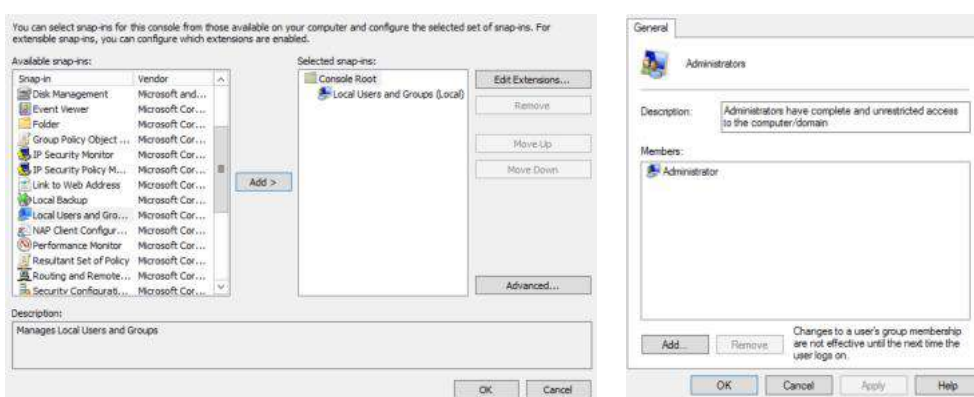 You can select snap-ins for this console from those available on your computer and configure the selected set of snap-ins. For
extensible snap-ins, you can configure which extensions are enabled.
Available snap-ins:
Snap-in Vendor
Disk Management Microsoft and...
Event Viewer Microsoft Cor...
Folder Microsoft Cor...
Group Policy Object ... Microsoft Cor...
IP Security Monitor Microsoft Cor...
IP Security Policy M... Microsoft Cor...
Link to Web Address Microsoft Cor...
Local Backup Microsoft Cor...
Local Users and Gro... Microsoft Cor...
NAP Client Configur... Microsoft Cor...
Performance Monitor Microsoft Cor...
Resultant Set of Policy Microsoft Cor...
Routing and Remote... Microsoft Cor...
Security Configurati... Microsoft Cor...
Add >
Selected snap-ins:
Console Root
Local Users and Groups (Local)
Edit Extensions...
Remove
Move Up
Move Down
Advanced...
Description:
Manages Local Users and Groups
OK Cancel
General
Administrators
Description: Administrators have complete and unrestricted access
to the computer/domain
Members:
Administrator
Add... Remove
Changes to a user's group membership
are not effective until the next time the
user logs on.
OK Cancel Apply Help